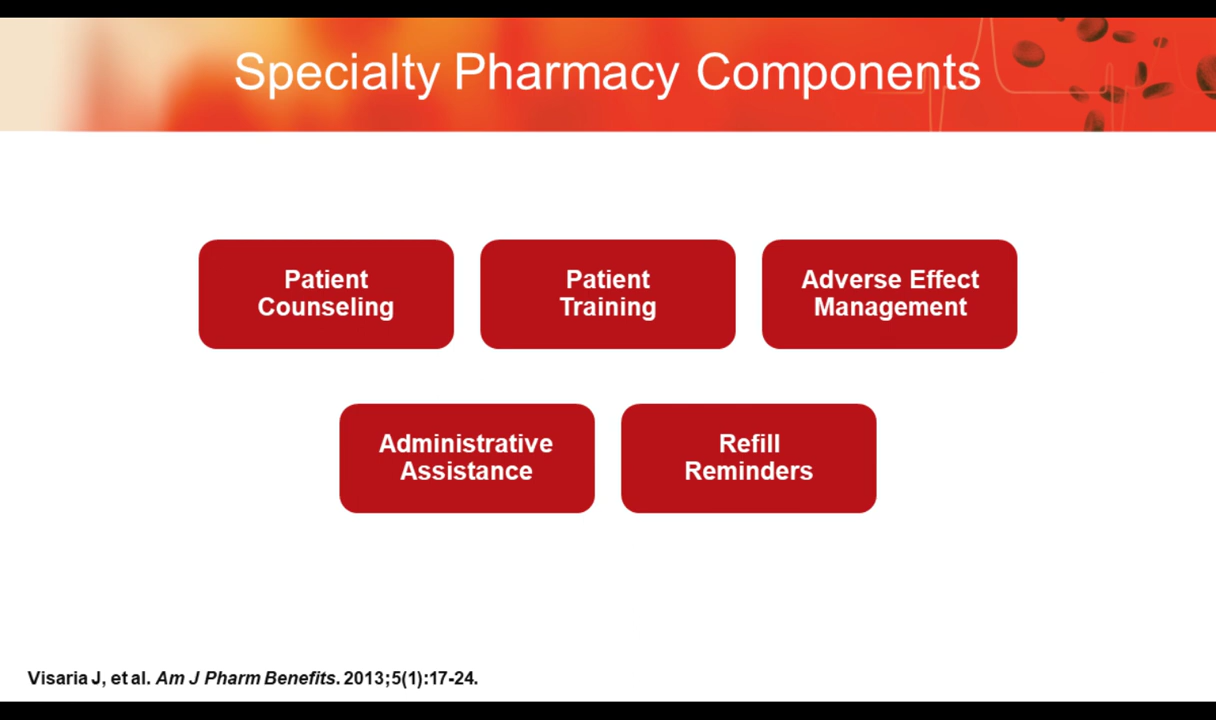 Specialty Pharmacy Components
Patient
Counseling
Patient
Training
Adverse Effect
Management
Administrative
Assistance
Refill
Reminders
Visaria J, et al. Am J Pharm Benefits. 2013;5(1):17-24.